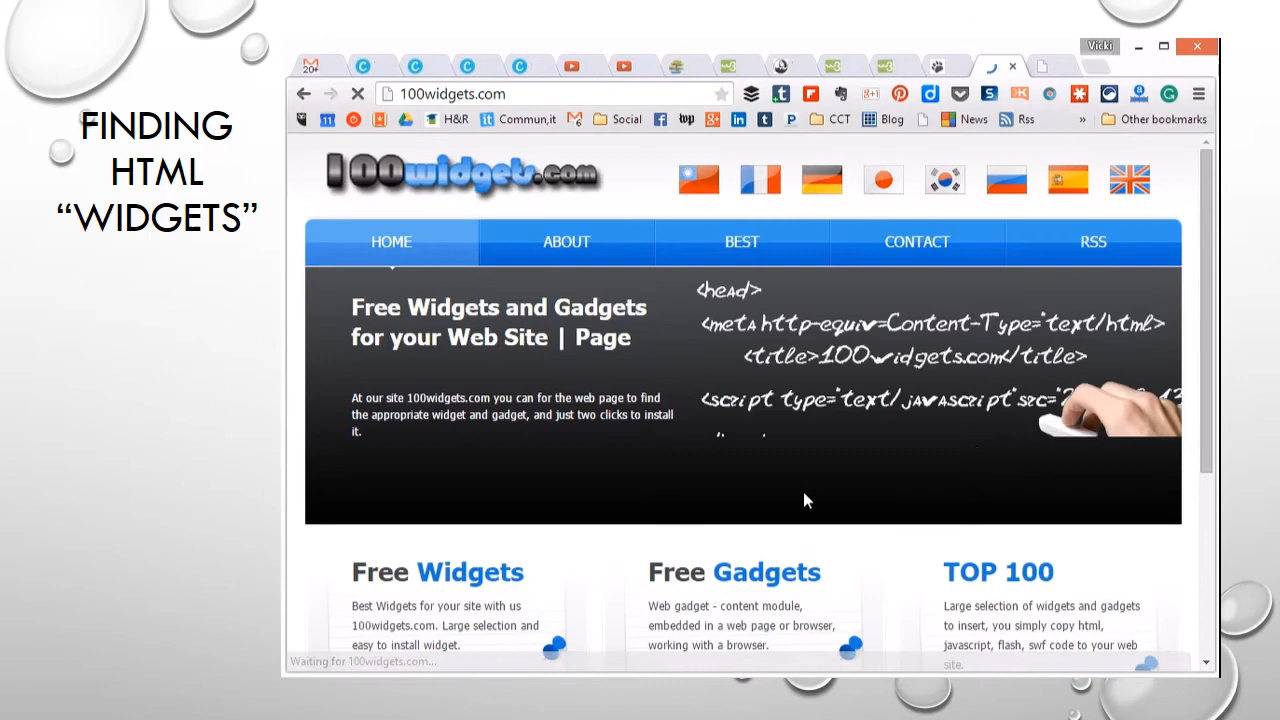 FINDING
HTML
“WIDGETS”
Vicki
20+
100widgets.com
H&R
Commun,it
Social
CCT
Blog
News
Rss
»
Other bookmarks
100widgets.com
HOME
ABOUT
BEST
CONTACT
RSS
Free Widgets and Gadgets
for your Web Site | Page
At our site 100widgets.com you can for the web page to find
the appropriate widget and gadget, and just two clicks to install
it.
<head>
<meta http-equiv=Content-Type="text/html>
<title>100widgets.com</title>
<script type="text/javascript"src="
Free Widgets
Best Widgets for your site with us
100widgets.com. Large selection and
easy to install widget.
Free Gadgets
Web gadget - content module,
embedded in a web page or browser,
working with a browser.
TOP 100
Large selection of widgets and gadgets
to insert, you simply copy html,
javascript, flash, swf code to your web
site.
Waiting for 100widgets.com...